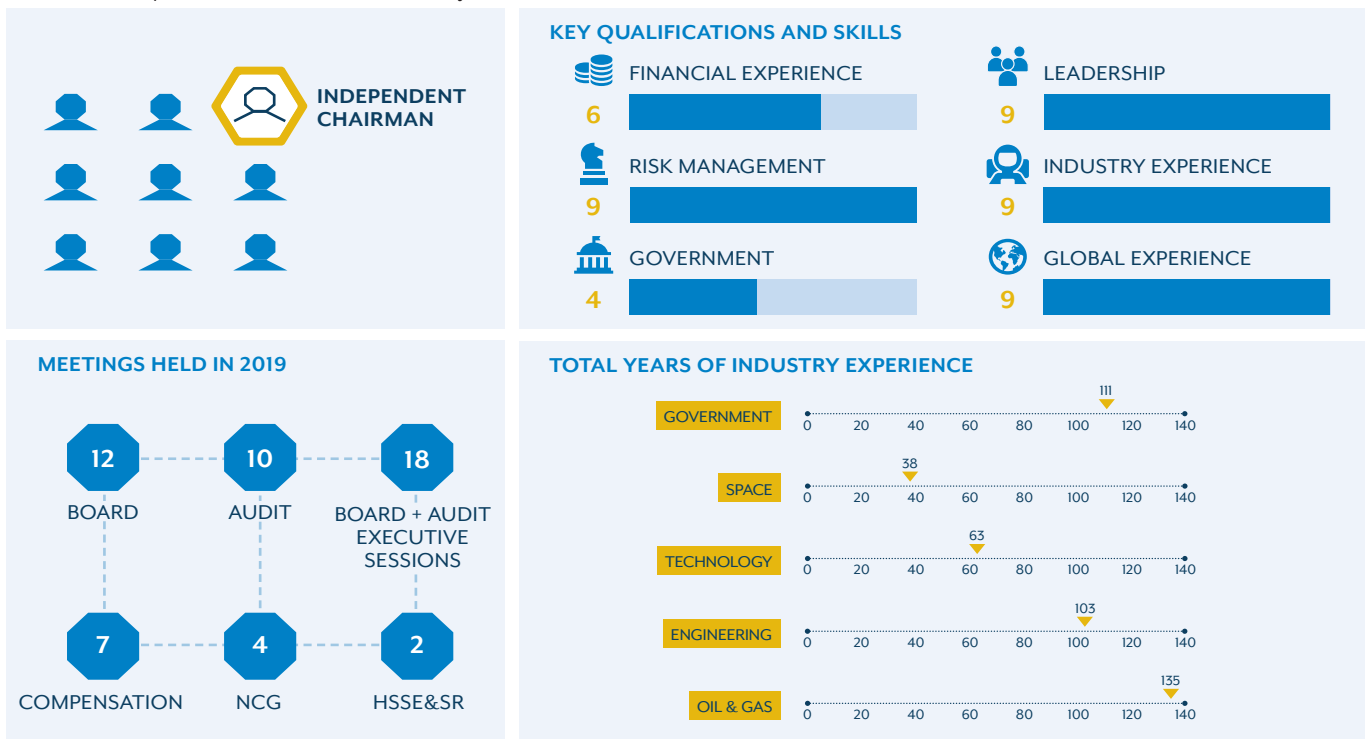 INDEPENDENT
CHAIRMAN
KEY QUALIFICATIONS AND SKILLS
FINANCIAL EXPERIENCE
6
RISK MANAGEMENT
9
GOVERNMENT
4
LEADERSHIP
9
INDUSTRY EXPERIENCE
9
GLOBAL EXPERIENCE
9
MEETINGS HELD IN 2019
12
BOARD
10
AUDIT
18
BOARD + AUDIT
EXECUTIVE
SESSIONS
7
COMPENSATION
4
NCG
2
HSSE&SR
TOTAL YEARS OF INDUSTRY EXPERIENCE
111
GOVERNMENT
0 20 40 60 80 100 120 140
38
SPACE
0 20 40 60 80 100 120 140
63
TECHNOLOGY
0 20 40 60 80 100 120 140
103
ENGINEERING
0 20 40 60 80 100 120 140
135
OIL & GAS
0 20 40 60 80 100 120 140